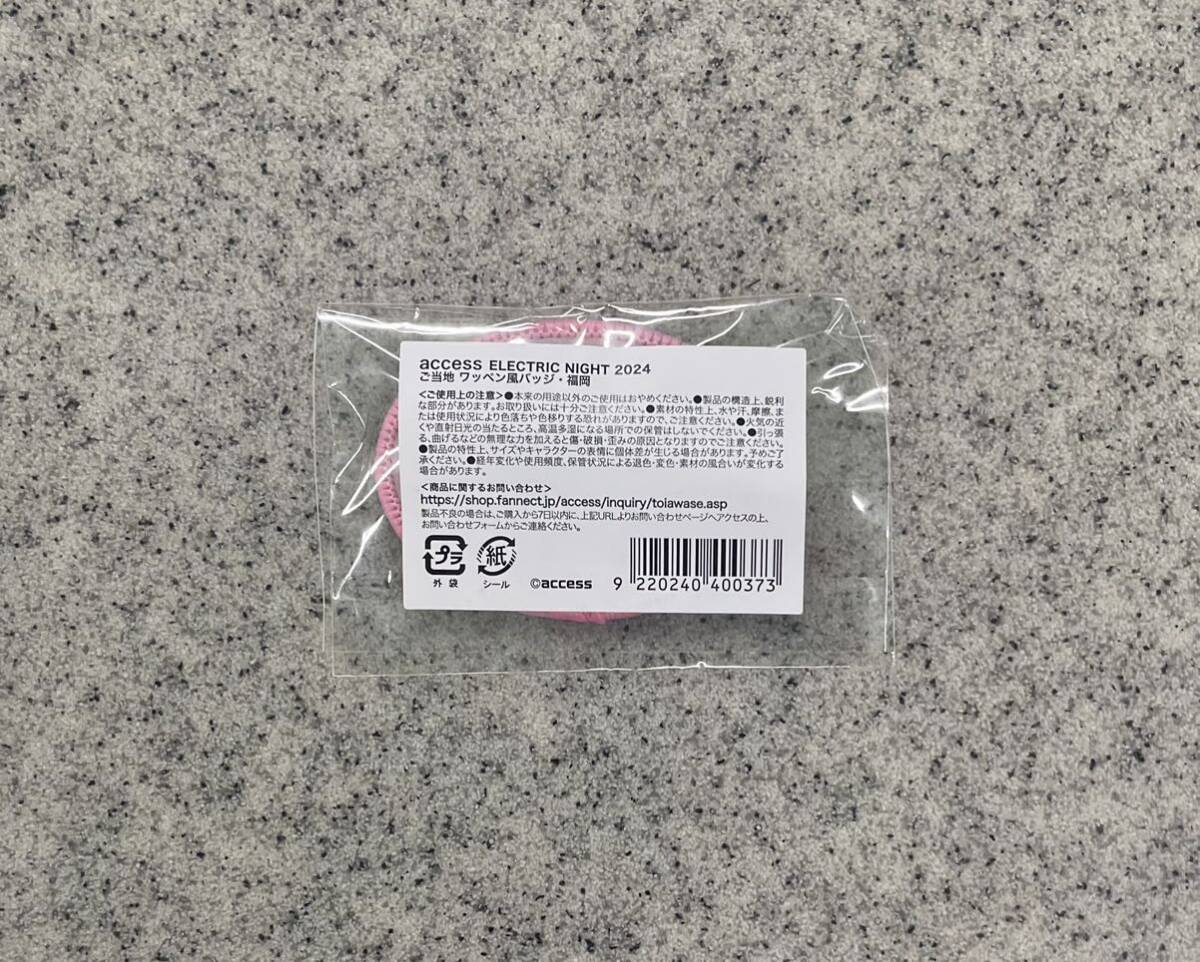 access ELECTRIC NIGHT 2024
ご当地 ワッペン風バッジ・福岡
<ご使用上の注意>●本来の用途以外のご使用はおやめください。●製品の構造上、鋭利
な部分があります。お取り扱いには十分ご注意ください。●素材の特性上、水や汗、摩擦、ま
たは使用状況により色落ちや色移りする恐れがありますので、ご注意ください。●火気の近
くや直射日光の当たるところ、高温多湿になる場所での保管はしないでください。●引っ張
る、曲げるなどの無理な力を加えると傷・破損・歪みの原因となりますのでご注意ください。
●製品の特性上、サイズやキャラクターの表情に個体差が生じる場合があります。予めご了
承ください。●経年変化や使用頻度、保管状況による退色・変色・素材の風合いが変化する
場合があります。
<商品に関するお問い合わせ>
https://shop.fannect.jp/access/inquiry/toiawase.asp
製品不良の場合は、ご購入から7日以内に、上記URLよりお問い合わせページへアクセスの上、
お問い合わせフォームからご連絡ください。
プラ 紙
外袋 シール ©access 9 220240 400373